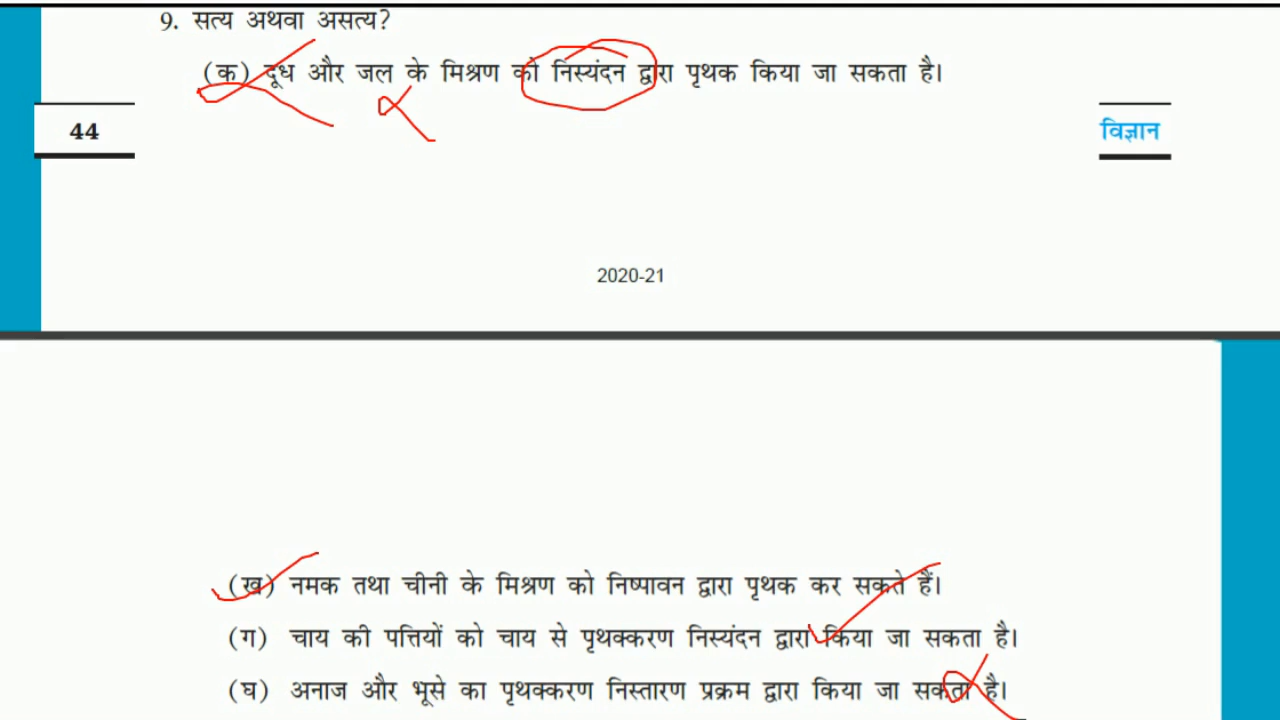 9. सत्य अथवा असत्य?
(क) दूध और जल के मिश्रण को निस्यंदन द्वारा पृथक किया जा सकता है।
44
विज्ञान
2020-21
(ख) नमक तथा चीनी के मिश्रण को निष्पावन द्वारा पृथक कर सकते हैं।
(ग) चाय की पत्तियों को चाय से पृथक्करण निस्यंदन द्वारा किया जा सकता है।
(घ) अनाज और भूसे का पृथक्करण निस्तारण प्रक्रम द्वारा किया जा सकता है।